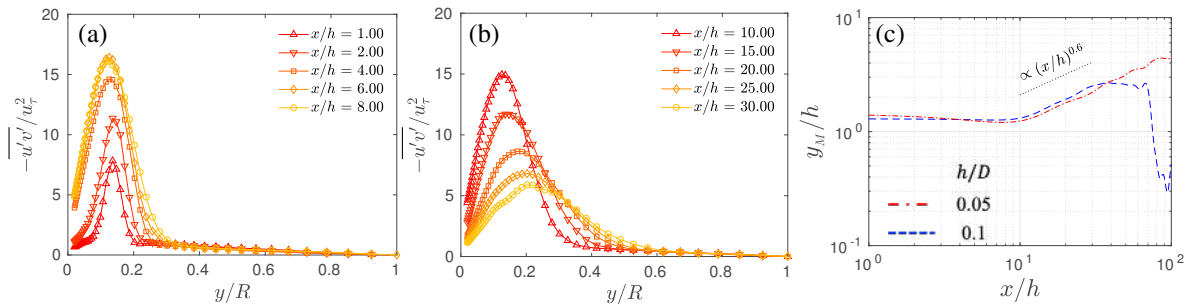 (a)
x/h = 1.00
x/h = 2.00
x/h = 4.00
x/h = 6.00
x/h = 8.00
20
15
10
5
0
-u'v'/u_τ^2
0
0.2
0.4
0.6
0.8
1
y/R
(b)
x/h = 10.00
x/h = 15.00
x/h = 20.00
x/h = 25.00
x/h = 30.00
20
15
10
5
0
-u'v'/u_τ^2
0
0.2
0.4
0.6
0.8
1
y/R
(c)
∝ (x/h)^0.6
h/D
0.05
0.1
10^1
10^0
10^-1
y_M/h
10^0
10^1
10^2
x/h